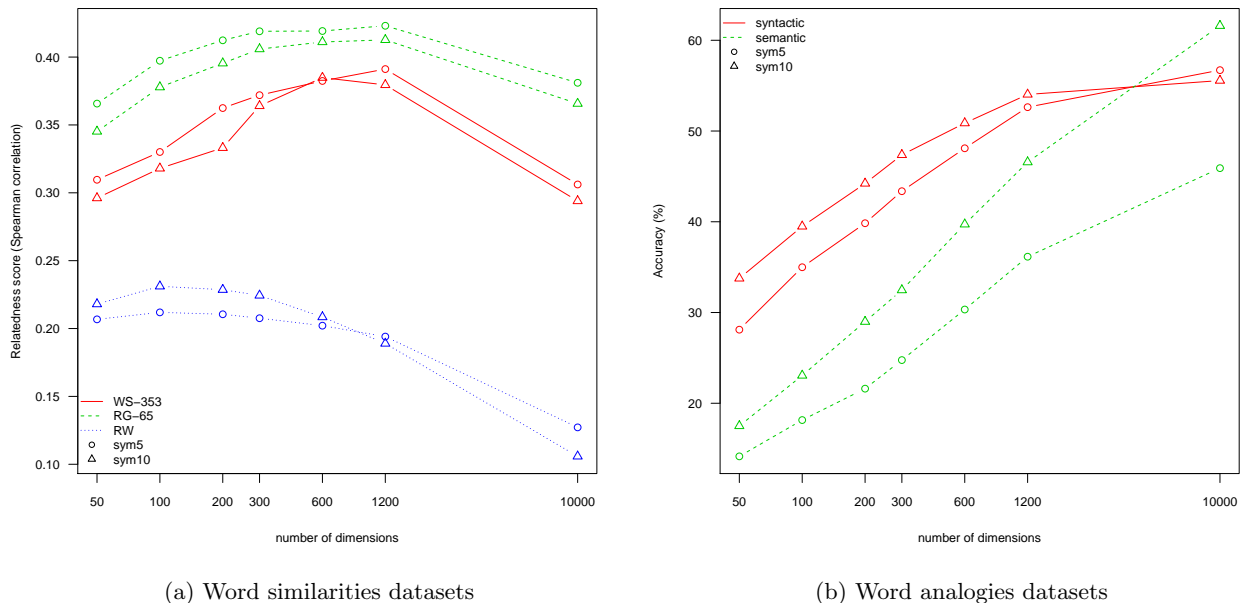 Relatedness score (Spearman correlation)
0.40
0.35
0.30
0.25
0.20
0.15
0.10
WS−353
RG−65
RW
sym5
sym10
50 100 200 300 600 1200 10000
number of dimensions
(a) Word similarities datasets
Accuracy (%)
60
50
40
30
20
syntactic
semantic
sym5
sym10
50 100 200 300 600 1200 10000
number of dimensions
(b) Word analogies datasets